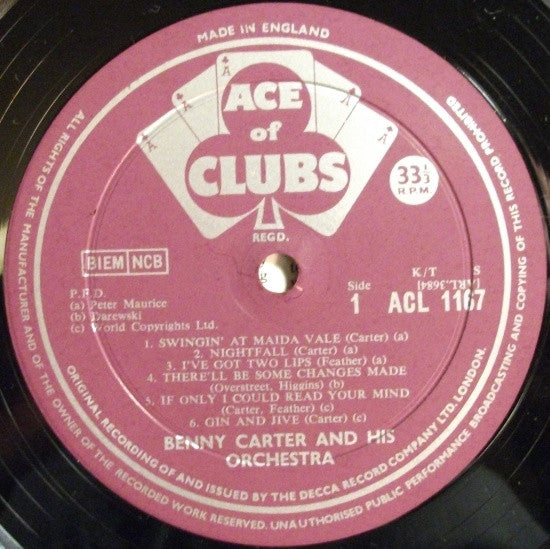 MADE IN ENGLAND
ALL RIGHTS OF THE MANUFACTURER AND OF THE OWNER OF THE RECORDED WORK RESERVED. UNAUTHORISED PUBLIC PERFORMANCE BROADCASTING AND COPYING OF THIS RECORD PROHIBITED
A
A
A
A
ACE
of
CLUBS
REGD.
33⅓
R.P.M.
BIEM NCB
P.F.D.
(a) Peter Maurice
(b) Darewski
(c) World Copyrights Ltd.
K/T S
[ARL.3684]
Side
1 ACL 1167
1. SWINGIN' AT MAIDA VALE (Carter) (a)
2. NIGHTFALL (Carter) (a)
3. I'VE GOT TWO LIPS (Feather) (a)
4. THERE'LL BE SOME CHANGES MADE
(Overstreet, Higgins) (b)
5. IF ONLY I COULD READ YOUR MIND
(Carter, Feather) (c)
6. GIN AND JIVE (Carter) (c)
BENNY CARTER AND HIS
ORCHESTRA
ORIGINAL RECORDING OF AND ISSUED BY THE DECCA RECORD COMPANY LTD. LONDON.